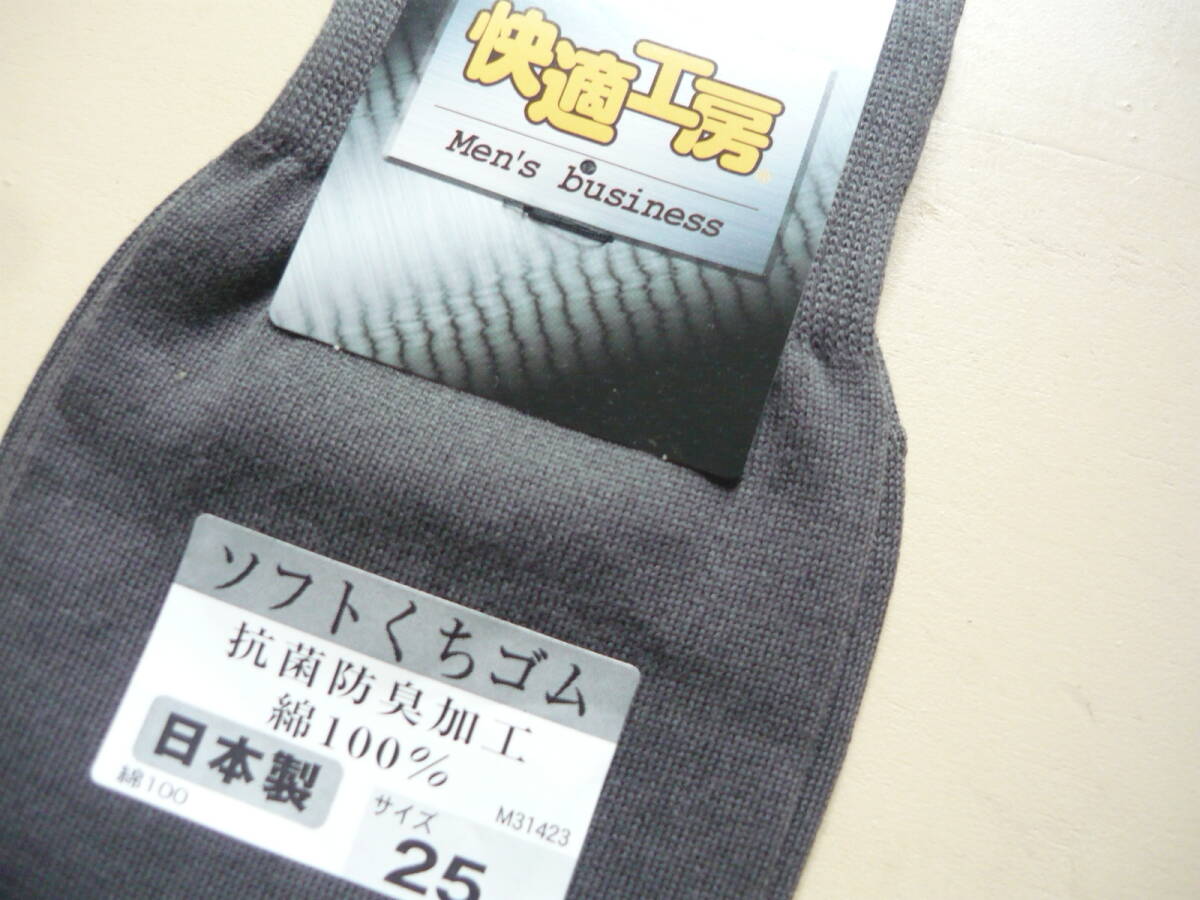 快適工房
Men's business
ソフトくちゴム
抗菌防臭加工
綿100%
日本製
綿100
サイズ
M31423
25